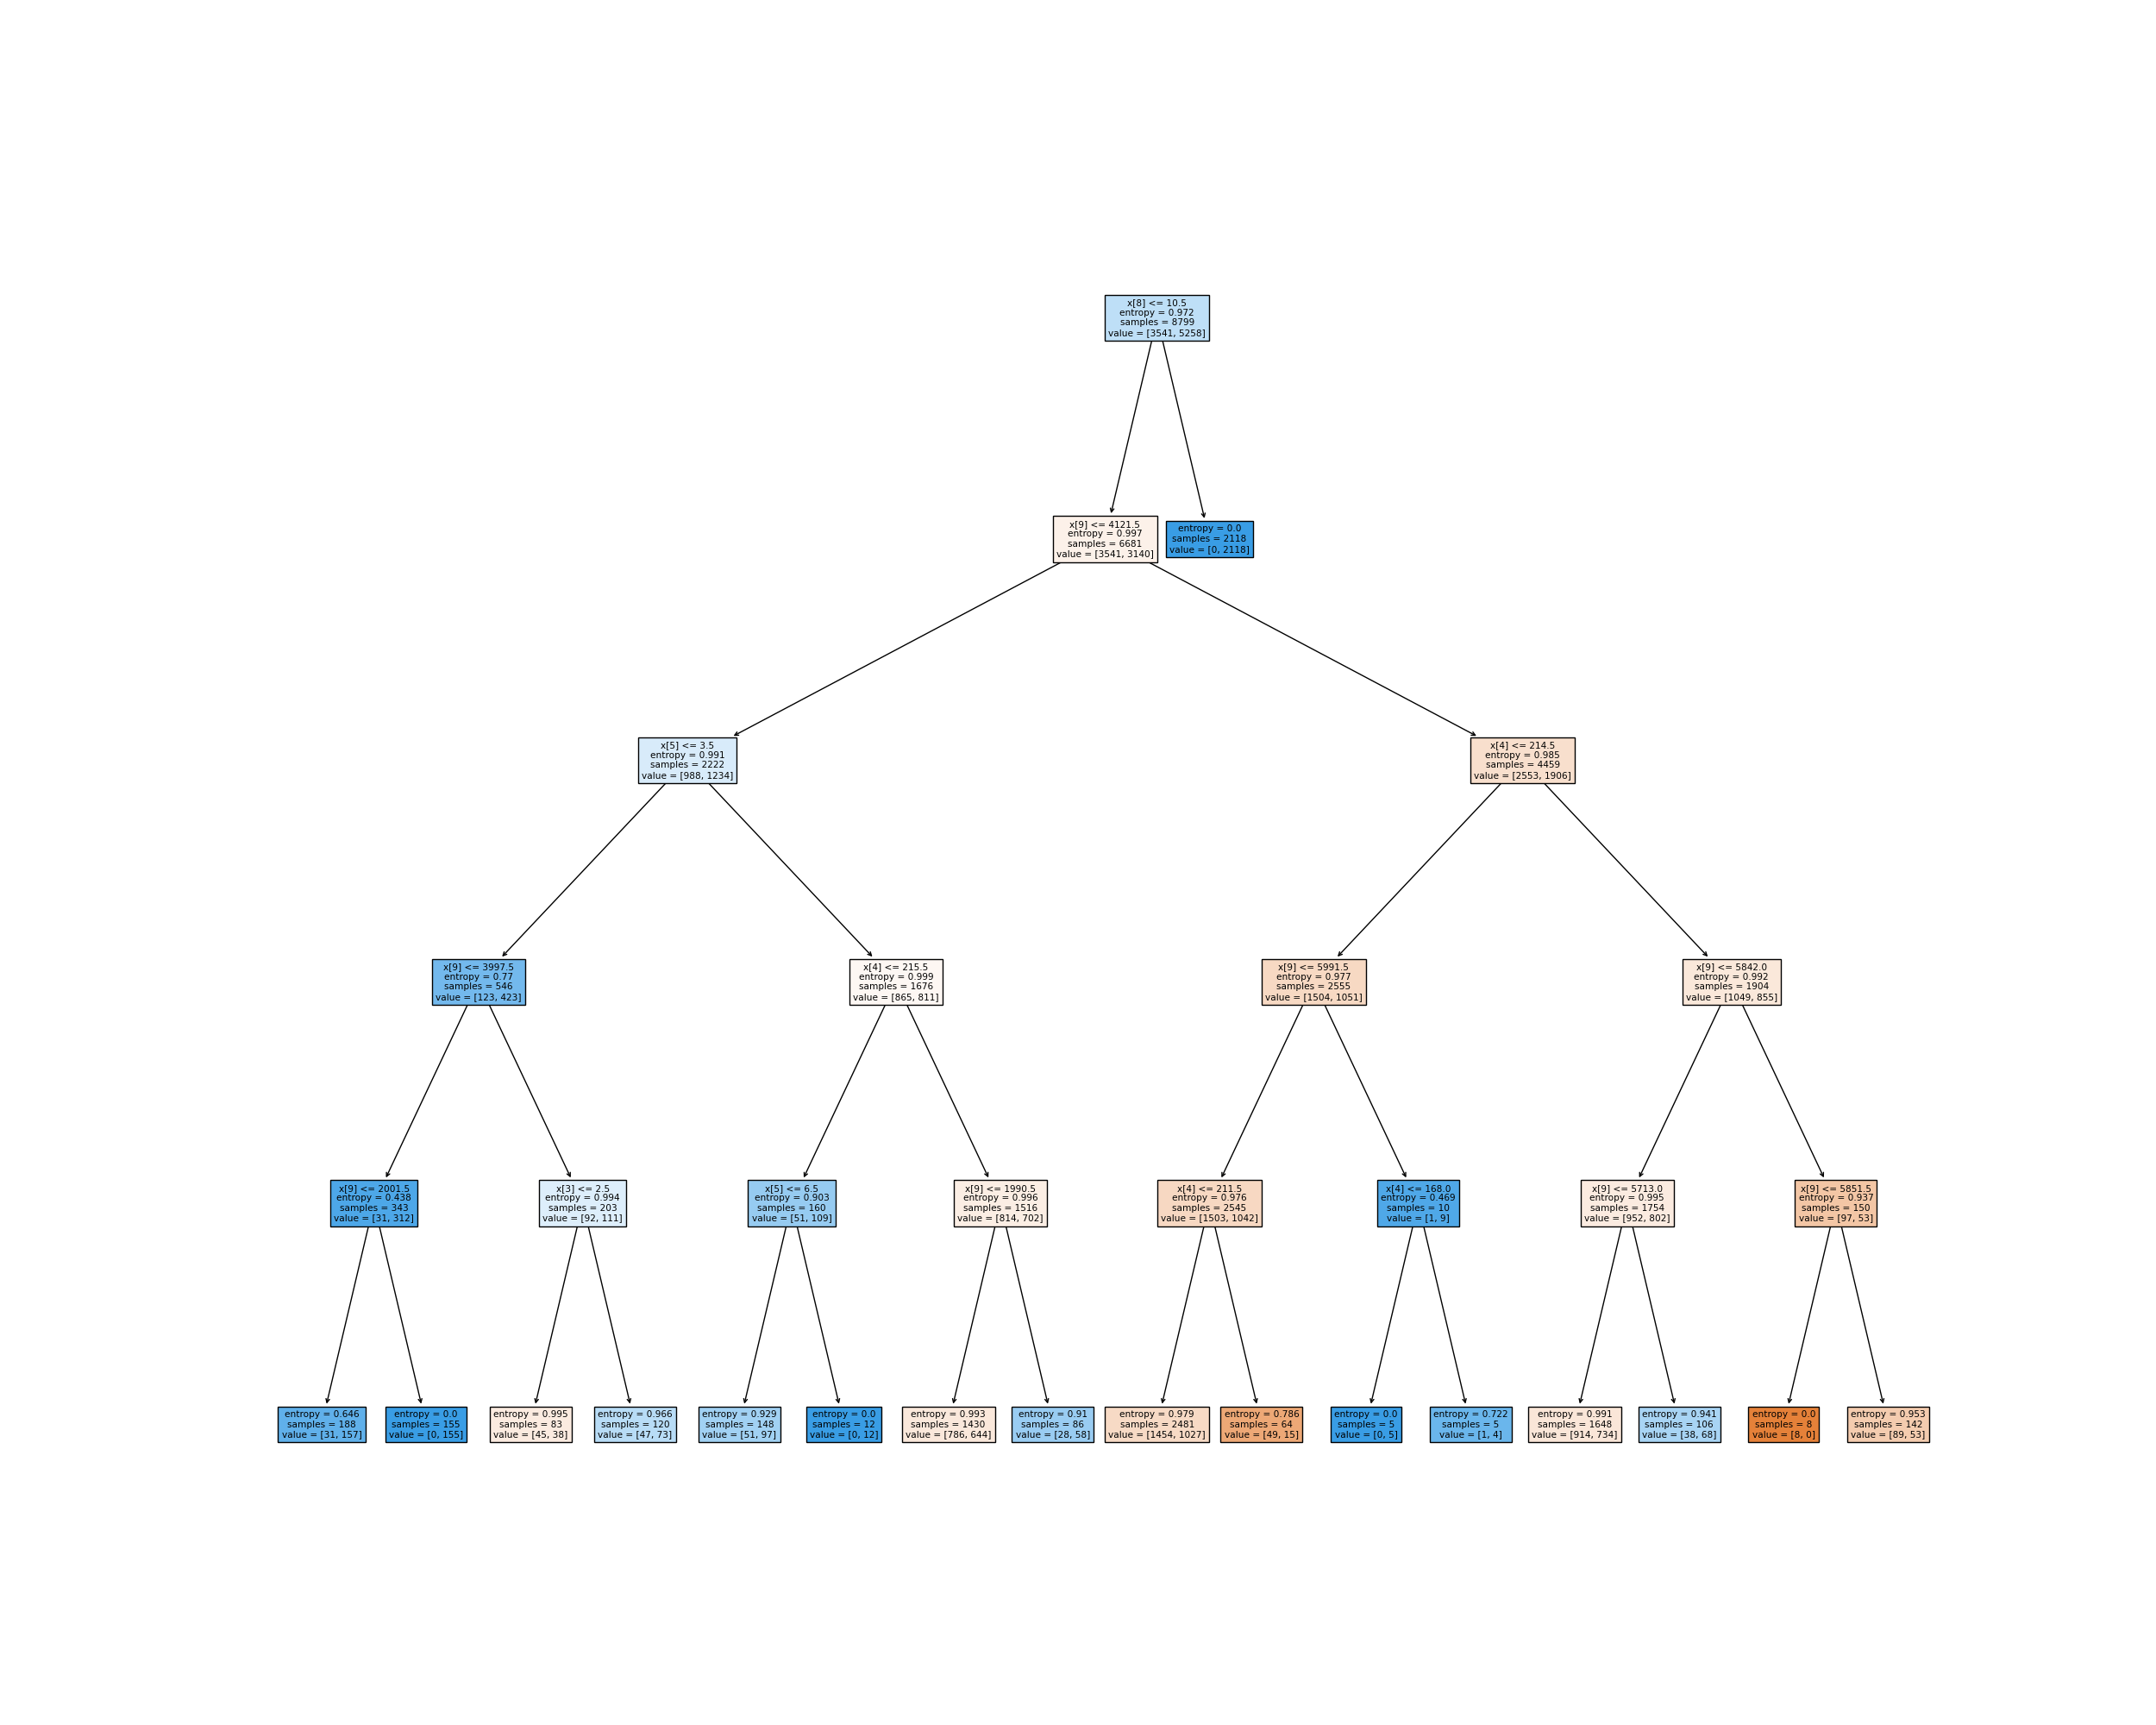 x[8] <= 10.5
entropy = 0.972
samples = 8799
value = [3541, 5258]
x[9] <= 4121.5
entropy = 0.997
samples = 6681
value = [3541, 3140]
entropy = 0.0
samples = 2118
value = [0, 2118]
x[5] <= 3.5
entropy = 0.991
samples = 2222
value = [988, 1234]
x[4] <= 214.5
entropy = 0.985
samples = 4459
value = [2553, 1906]
x[9] <= 3997.5
entropy = 0.77
samples = 546
value = [123, 423]
x[4] <= 215.5
entropy = 0.999
samples = 1676
value = [865, 811]
x[9] <= 5991.5
entropy = 0.977
samples = 2555
value = [1504, 1051]
x[9] <= 5842.0
entropy = 0.992
samples = 1904
value = [1049, 855]
x[9] <= 2001.5
entropy = 0.438
samples = 343
value = [31, 312]
x[3] <= 2.5
entropy = 0.994
samples = 203
value = [92, 111]
x[5] <= 6.5
entropy = 0.903
samples = 160
value = [51, 109]
x[9] <= 1990.5
entropy = 0.996
samples = 1516
value = [814, 702]
x[4] <= 211.5
entropy = 0.976
samples = 2545
value = [1503, 1042]
x[4] <= 168.0
entropy = 0.469
samples = 10
value = [1, 9]
x[9] <= 5713.0
entropy = 0.995
samples = 1754
value = [952, 802]
x[9] <= 5851.5
entropy = 0.937
samples = 150
value = [97, 53]
entropy = 0.646
samples = 188
value = [31, 157]
entropy = 0.0
samples = 155
value = [0, 155]
entropy = 0.995
samples = 83
value = [45, 38]
entropy = 0.966
samples = 120
value = [47, 73]
entropy = 0.929
samples = 148
value = [51, 97]
entropy = 0.0
samples = 12
value = [0, 12]
entropy = 0.993
samples = 1430
value = [786, 644]
entropy = 0.91
samples = 86
value = [28, 58]
entropy = 0.979
samples = 2481
value = [1454, 1027]
entropy = 0.786
samples = 64
value = [49, 15]
entropy = 0.0
samples = 5
value = [0, 5]
entropy = 0.722
samples = 5
value = [1, 4]
entropy = 0.991
samples = 1648
value = [914, 734]
entropy = 0.941
samples = 106
value = [38, 68]
entropy = 0.0
samples = 8
value = [8, 0]
entropy = 0.953
samples = 142
value = [89, 53]